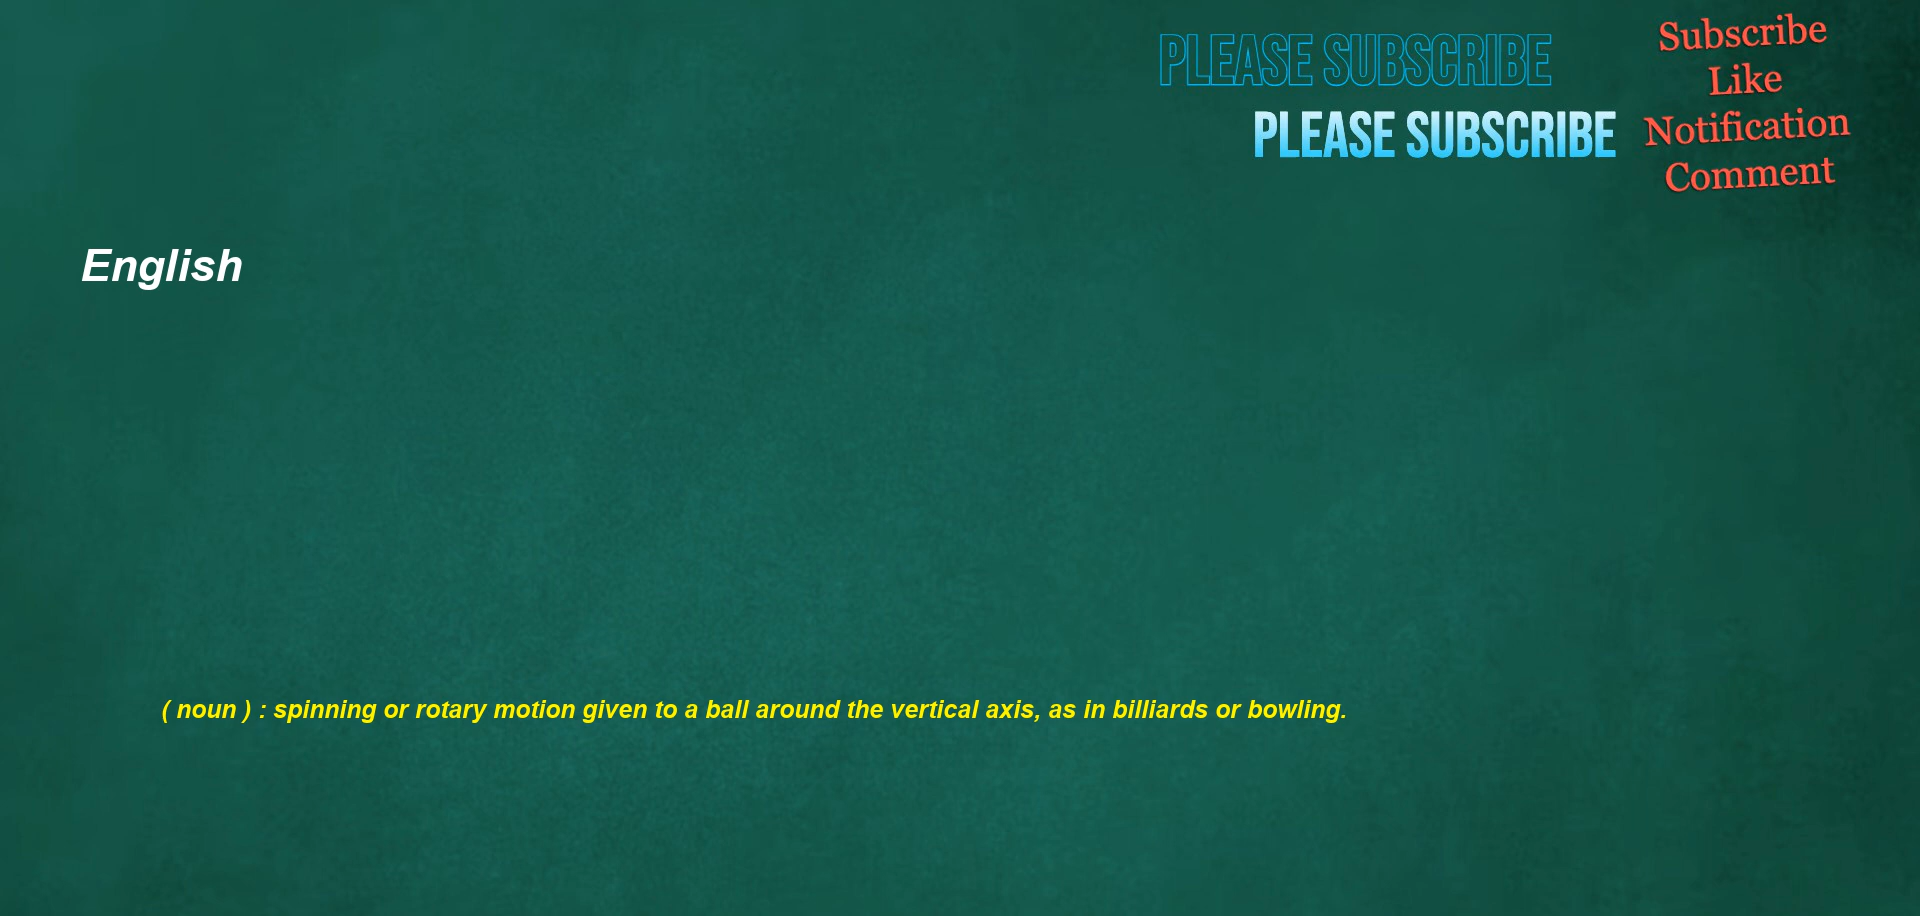 PLEASE SUBSCRIBE
PLEASE SUBSCRIBE
Subscribe
Like
Notification
Comment
English
( noun ) : spinning or rotary motion given to a ball around the vertical axis, as in billiards or bowling.